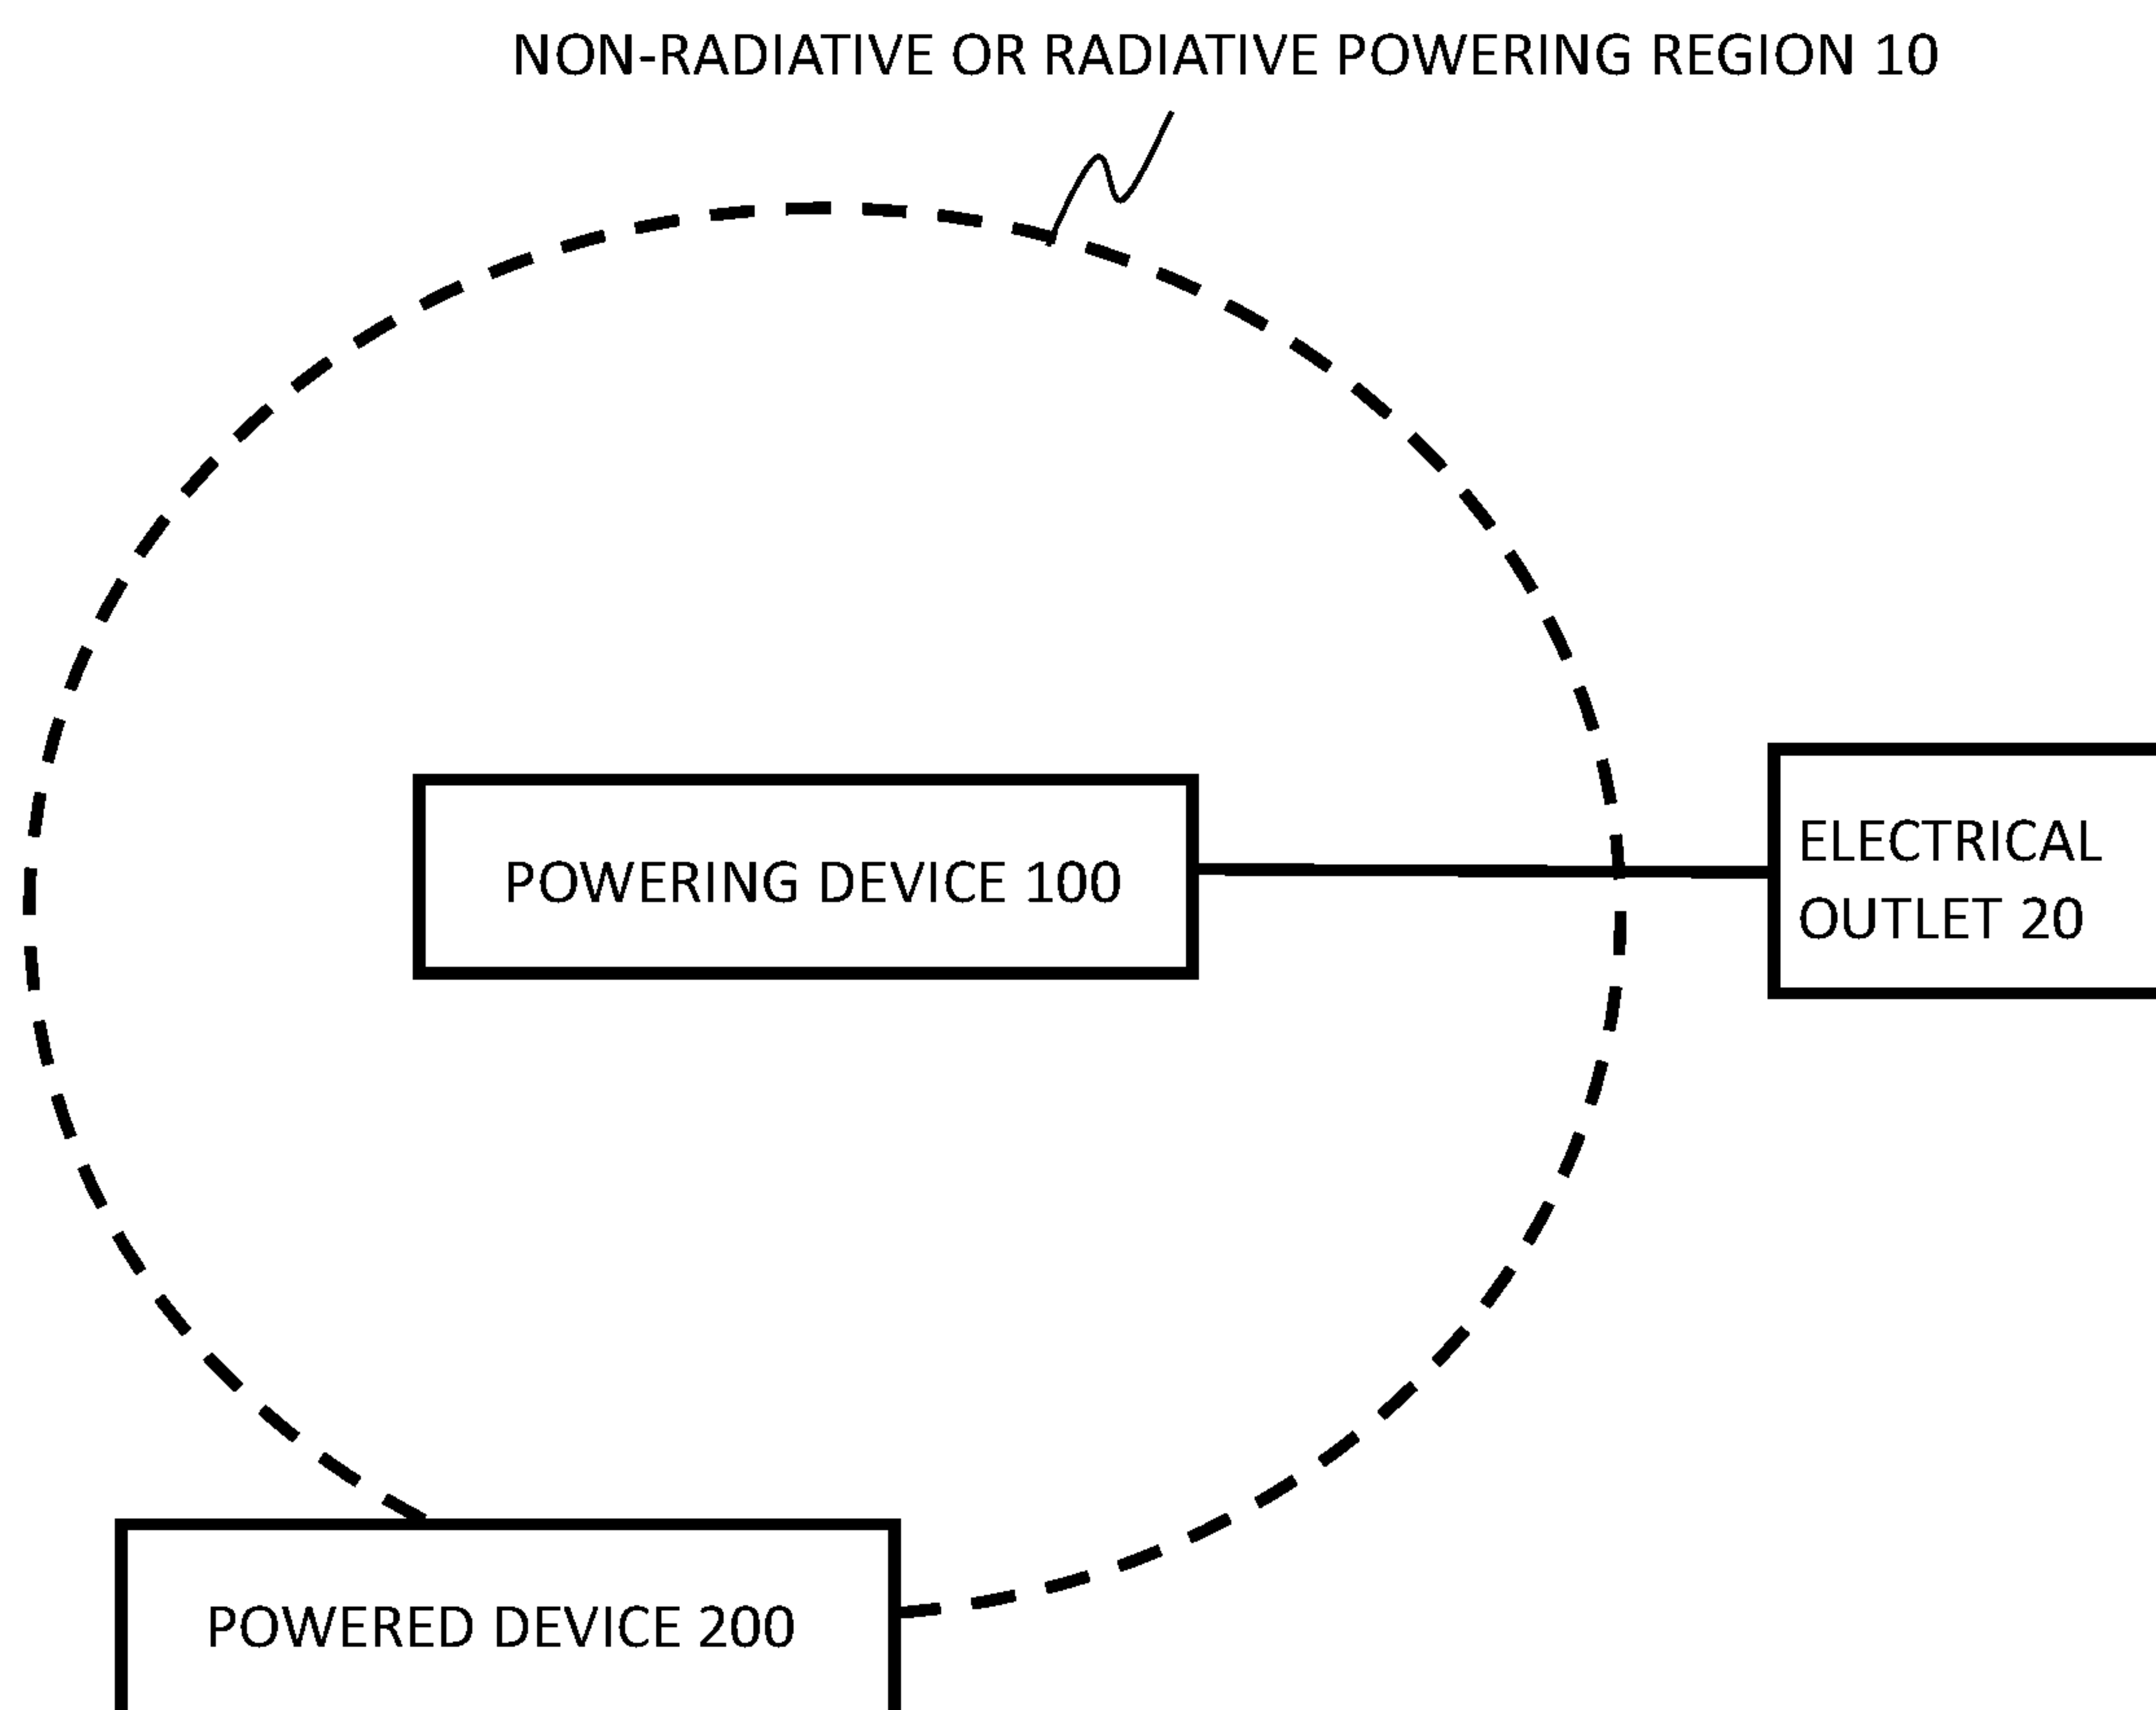 NON-RADIATIVE OR RADIATIVE POWERING REGION 10
POWERING DEVICE 100
ELECTRICAL
OUTLET 20
POWERED DEVICE 200